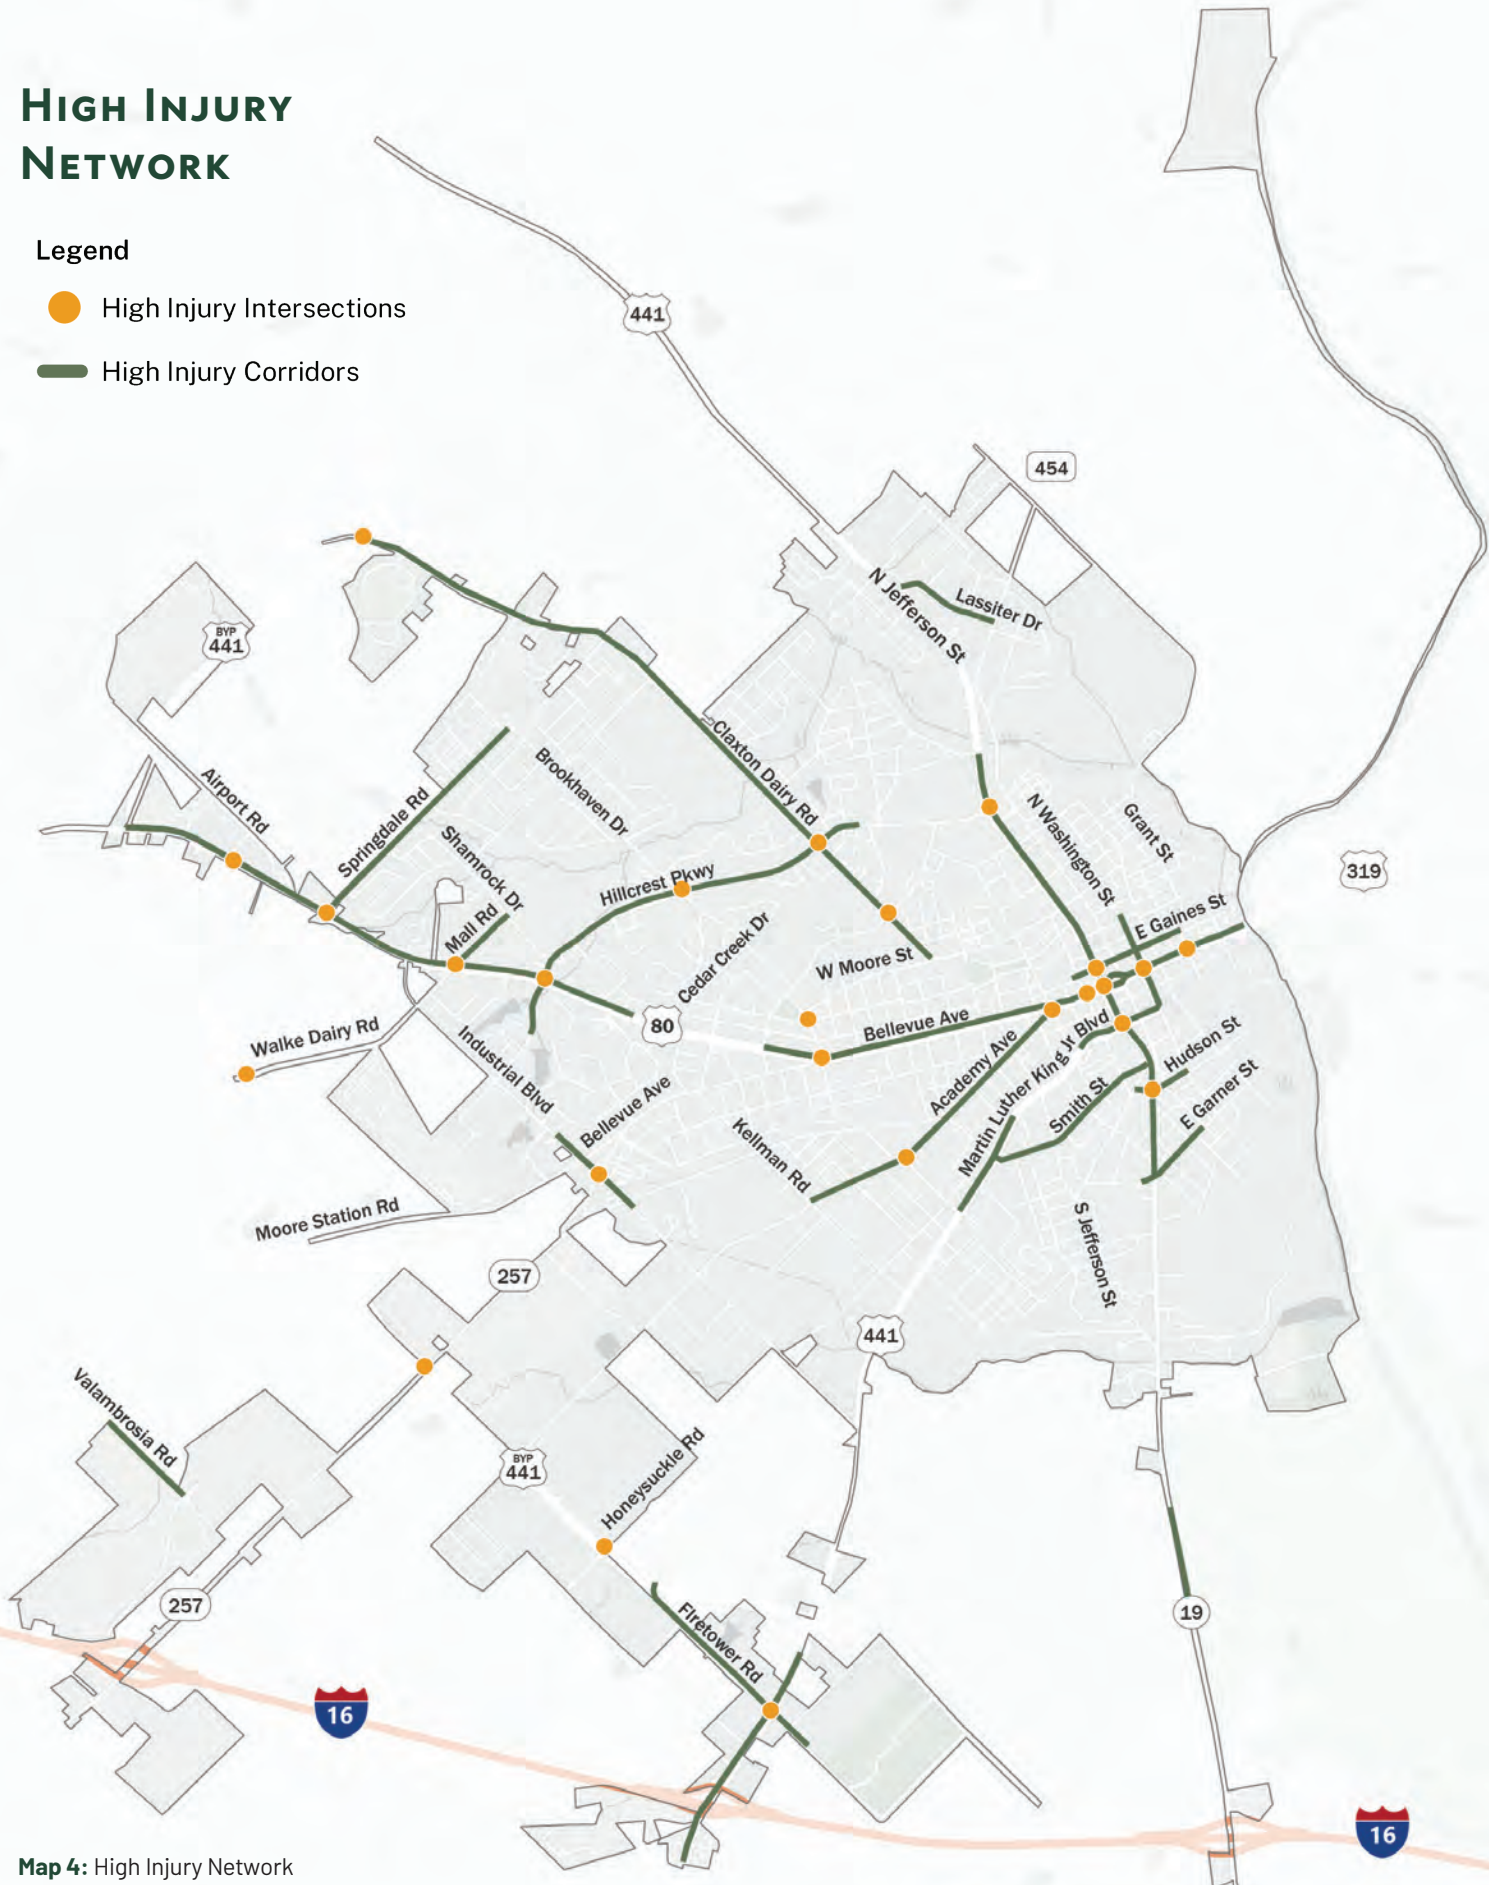 High Injury
Network
Legend
High Injury Intersections
High Injury Corridors
441
454
N Jefferson St
Lassiter Dr
BYP
441
Claxton Dairy Rd
Brookhaven Dr
Airport Rd
Springdale Rd
Shamrock Dr
N Washington St
Grant St
319
Hillcrest Pkwy
Mall Rd
E Gaines St
Cedar Creek Dr
W Moore St
80
Bellevue Ave
Walke Dairy Rd
Industrial Blvd
Bellevue Ave
Academy Ave
Martin Luther King Jr Blvd
Hudson St
Smith St
E Garner St
Kellman Rd
Moore Station Rd
S Jefferson St
257
441
Valambrosia Rd
BYP
441
Honeysuckle Rd
257
Firetower Rd
19
16
16
Map 4: High Injury Network